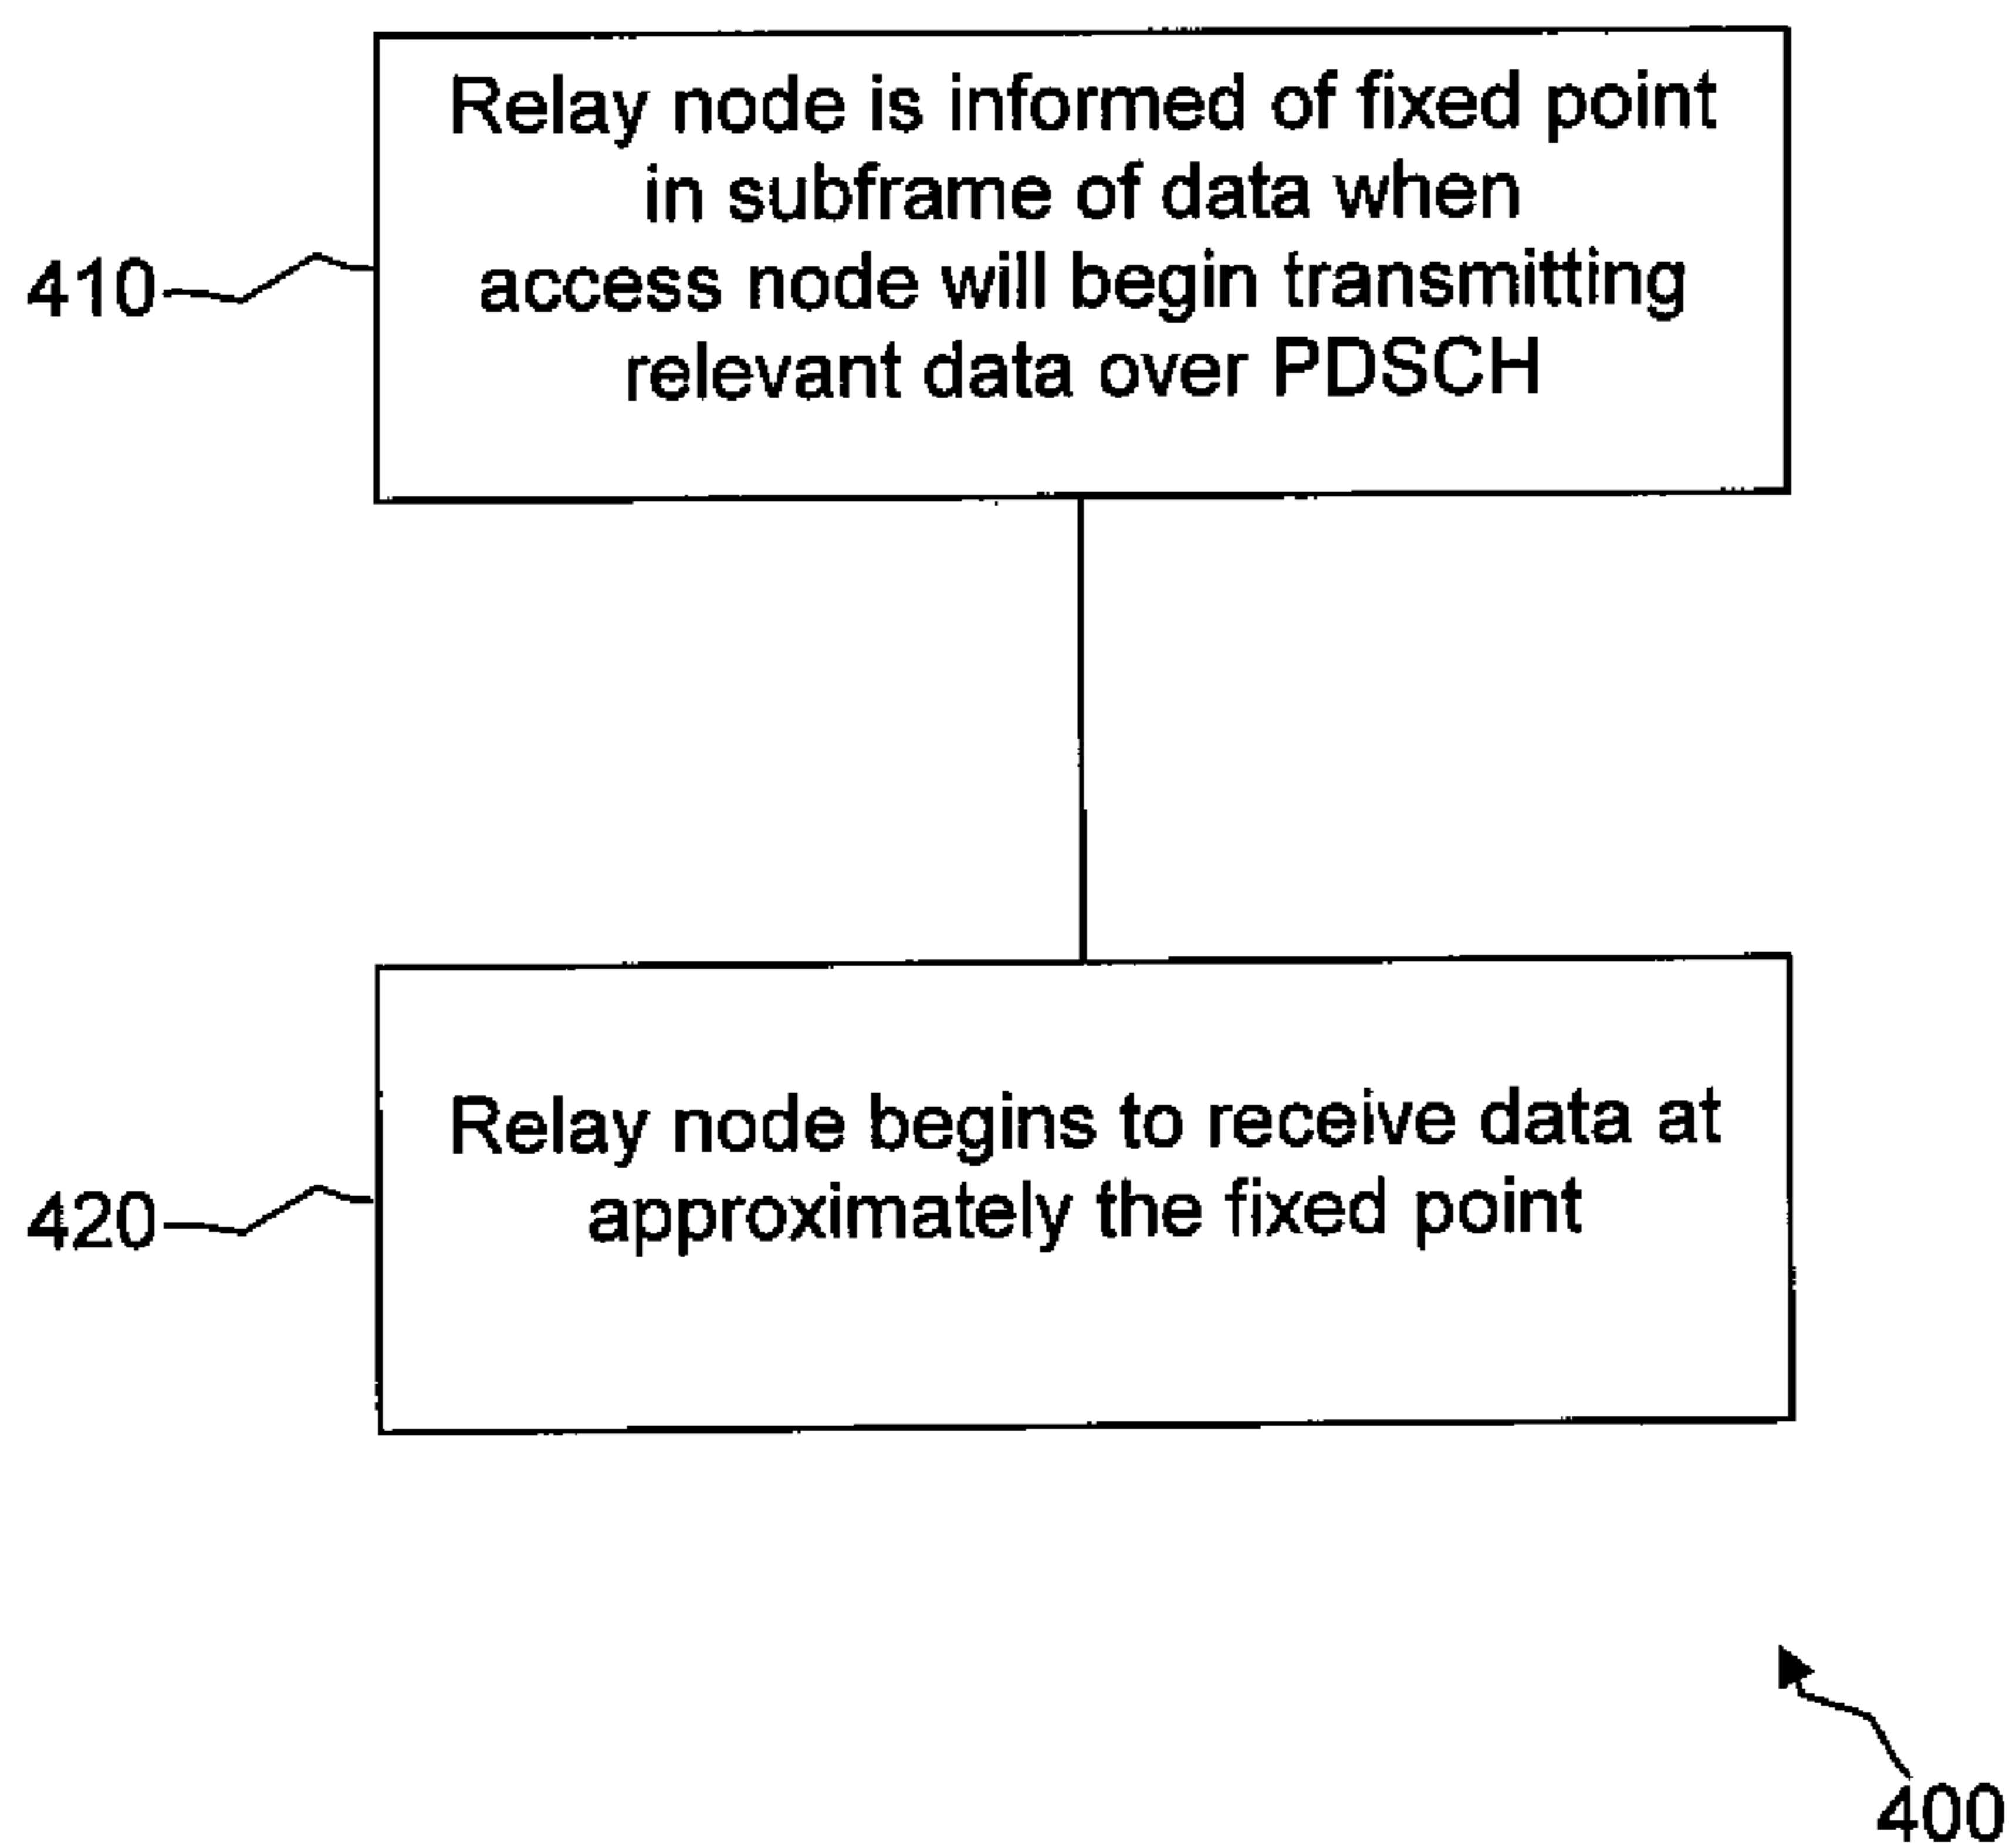 Relay node is informed of fixed point
in subframe of data when
access node will begin transmitting
relevant data over PDSCH
410
Relay node begins to receive data at
approximately the fixed point
420
400